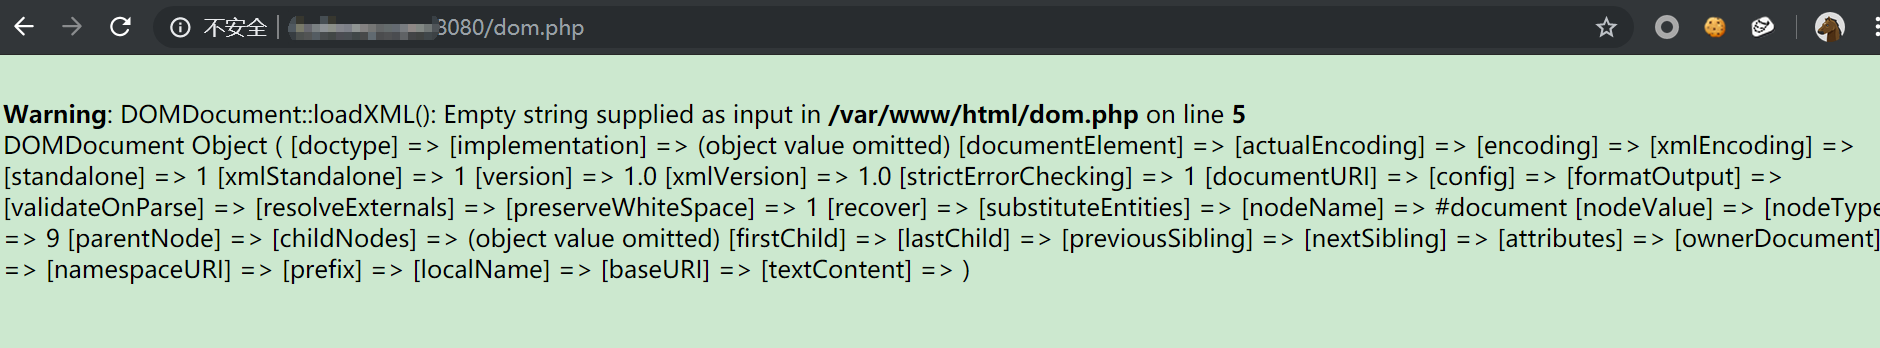 不安全 8080/dom.php
Warning: DOMDocument::loadXML(): Empty string supplied as input in /var/www/html/dom.php on line 5
DOMDocument Object ( [doctype] => [implementation] => (object value omitted) [documentElement] => [actualEncoding] => [encoding] => [xmlEncoding] =>
[standalone] => 1 [xmlStandalone] => 1 [version] => 1.0 [xmlVersion] => 1.0 [strictErrorChecking] => 1 [documentURI] => [config] => [formatOutput] =>
[validateOnParse] => [resolveExternals] => [preserveWhiteSpace] => 1 [recover] => [substituteEntities] => [nodeName] => #document [nodeValue] => [nodeType
=> 9 [parentNode] => [childNodes] => (object value omitted) [firstChild] => [lastChild] => [previousSibling] => [nextSibling] => [attributes] => [ownerDocument]
=> [namespaceURI] => [prefix] => [localName] => [baseURI] => [textContent] => )